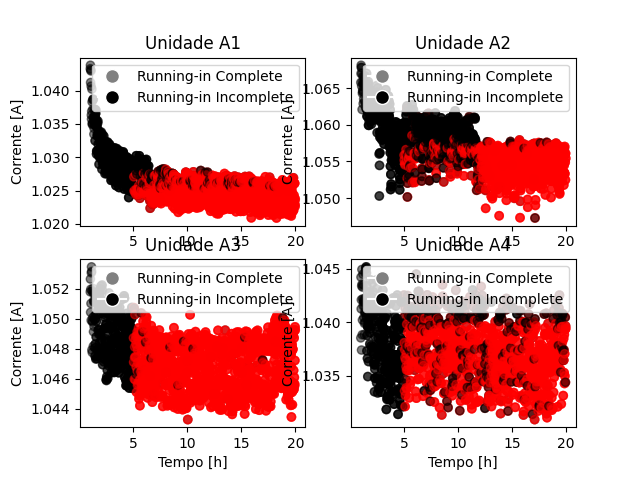 Unidade A1
Corrente [A]
1.040
1.035
1.030
1.025
1.020
5
10
15
20
Running-in Complete
Running-in Incomplete
Unidade A2
Corrente [A]
1.065
1.060
1.055
1.050
5
10
15
20
Running-in Complete
Running-in Incomplete
Unidade A3
Corrente [A]
1.052
1.050
1.048
1.046
1.044
5
10
15
20
Tempo [h]
Running-in Complete
Running-in Incomplete
Unidade A4
Corrente [A]
1.045
1.040
1.035
5
10
15
20
Tempo [h]
Running-in Complete
Running-in Incomplete